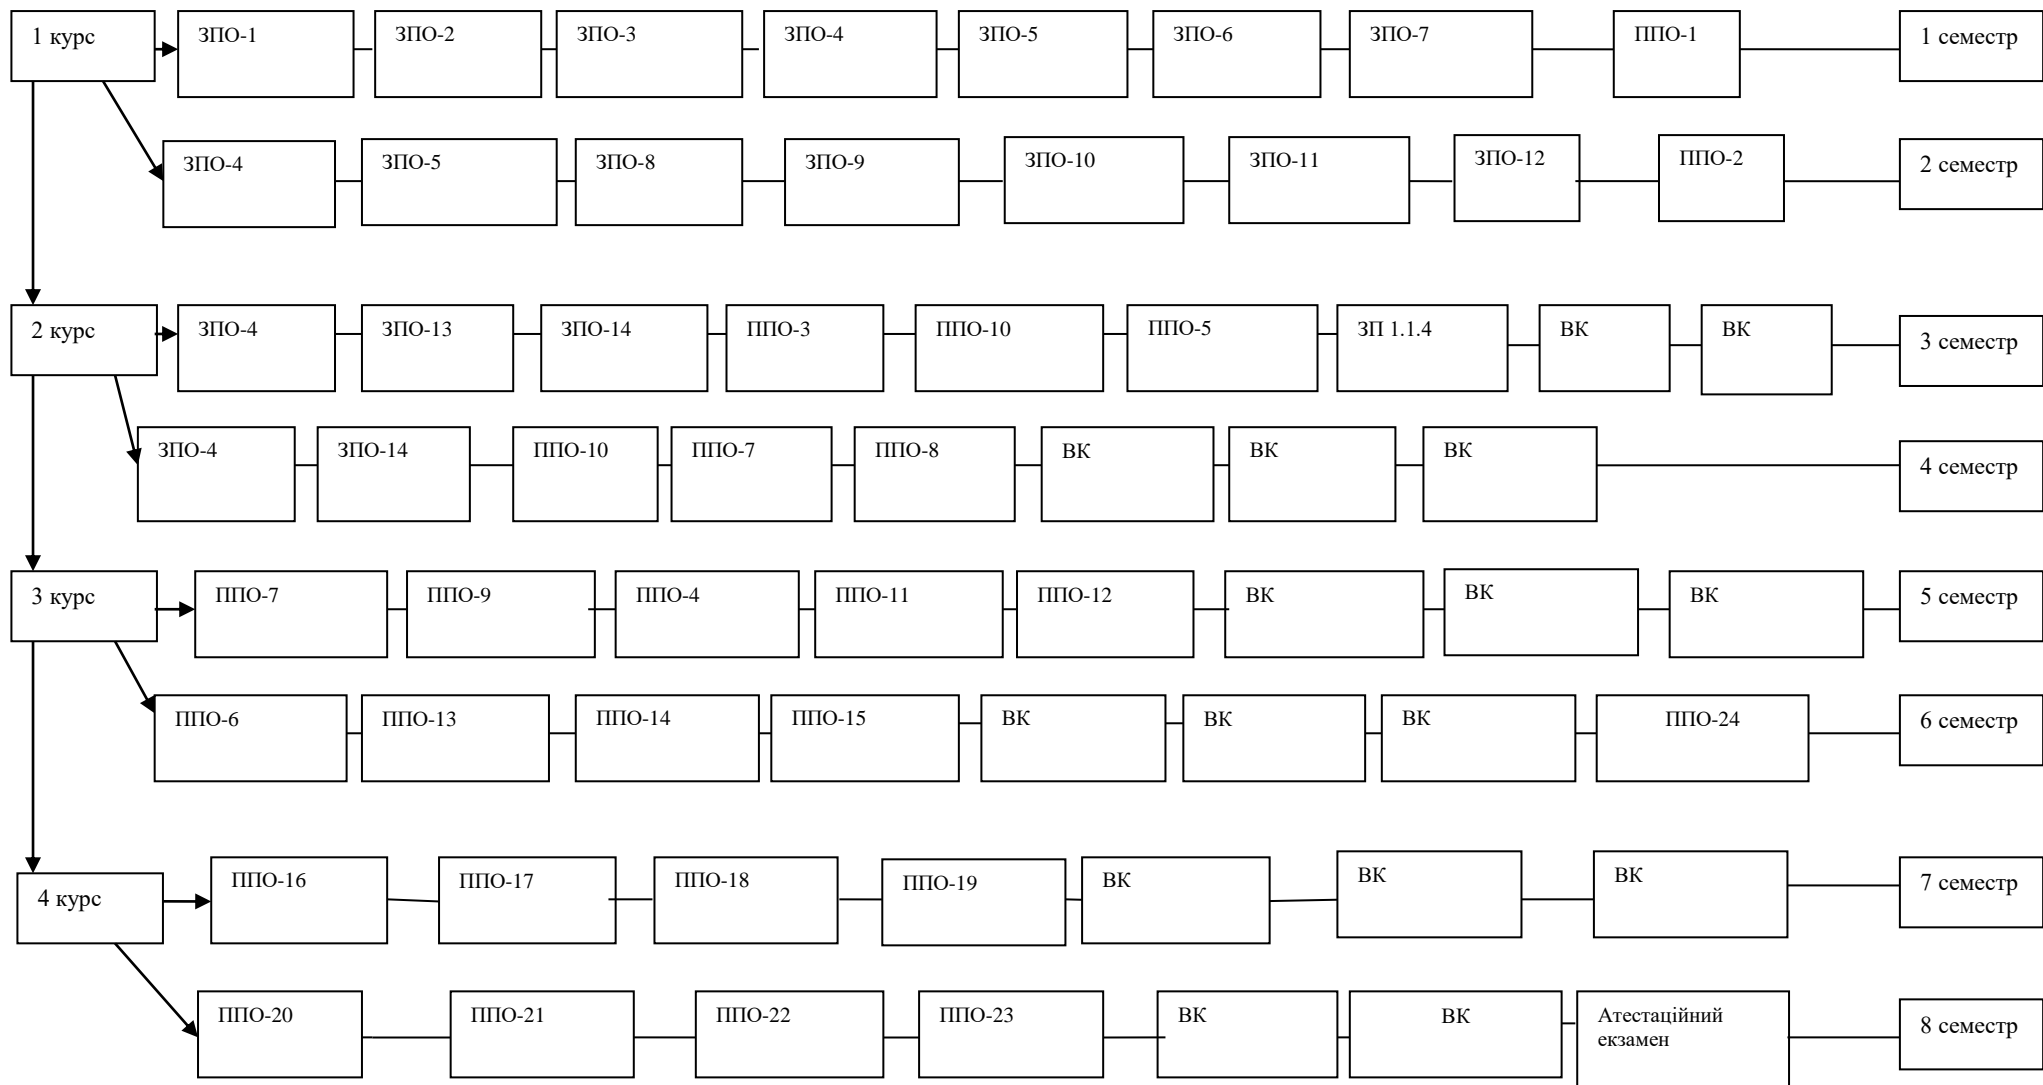 1 курс
ЗПО-1
ЗПО-2
ЗПО-3
ЗПО-4
ЗПО-5
ЗПО-6
ЗПО-7
ППО-1
1 семестр
ЗПО-4
ЗПО-5
ЗПО-8
ЗПО-9
ЗПО-10
ЗПО-11
ЗПО-12
ППО-2
2 семестр
2 курс
ЗПО-4
ЗПО-13
ЗПО-14
ППО-3
ППО-10
ППО-5
ЗП 1.1.4
ВК
ВК
3 семестр
ЗПО-4
ЗПО-14
ППО-10
ППО-7
ППО-8
ВК
ВК
ВК
4 семестр
3 курс
ППО-7
ППО-9
ППО-4
ППО-11
ППО-12
ВК
ВК
ВК
5 семестр
ППО-6
ППО-13
ППО-14
ППО-15
ВК
ВК
ВК
ППО-24
6 семестр
4 курс
ППО-16
ППО-17
ППО-18
ППО-19
ВК
ВК
ВК
7 семестр
ППО-20
ППО-21
ППО-22
ППО-23
ВК
ВК
Атестаційний
екзамен
8 семестр